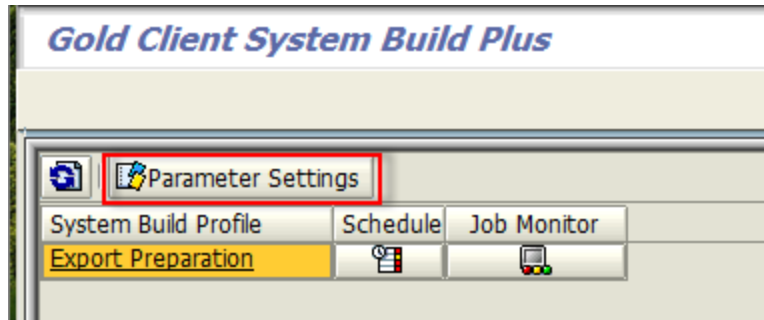 Gold Client System Build Plus
Parameter Settings
System Build Profile Schedule Job Monitor
Export Preparation